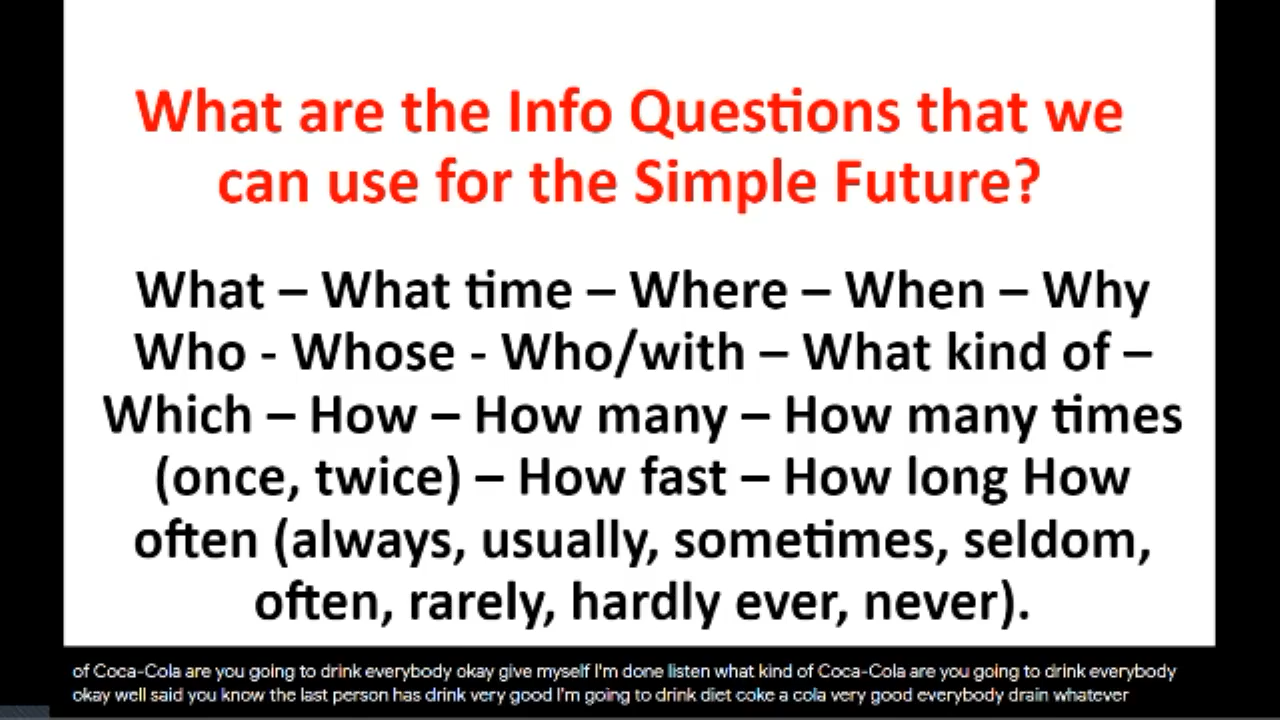 What are the Info Questions that we
can use for the Simple Future?
What – What time – Where – When – Why
Who - Whose - Who/with – What kind of –
Which – How – How many – How many times
(once, twice) – How fast – How long How
often (always, usually, sometimes, seldom,
often, rarely, hardly ever, never).
of Coca-Cola are you going to drink everybody okay give myself I'm done listen what kind of Coca-Cola are you going to drink everybody
okay well said you know the last person has drink very good I'm going to drink diet coke a cola very good everybody drain whatever